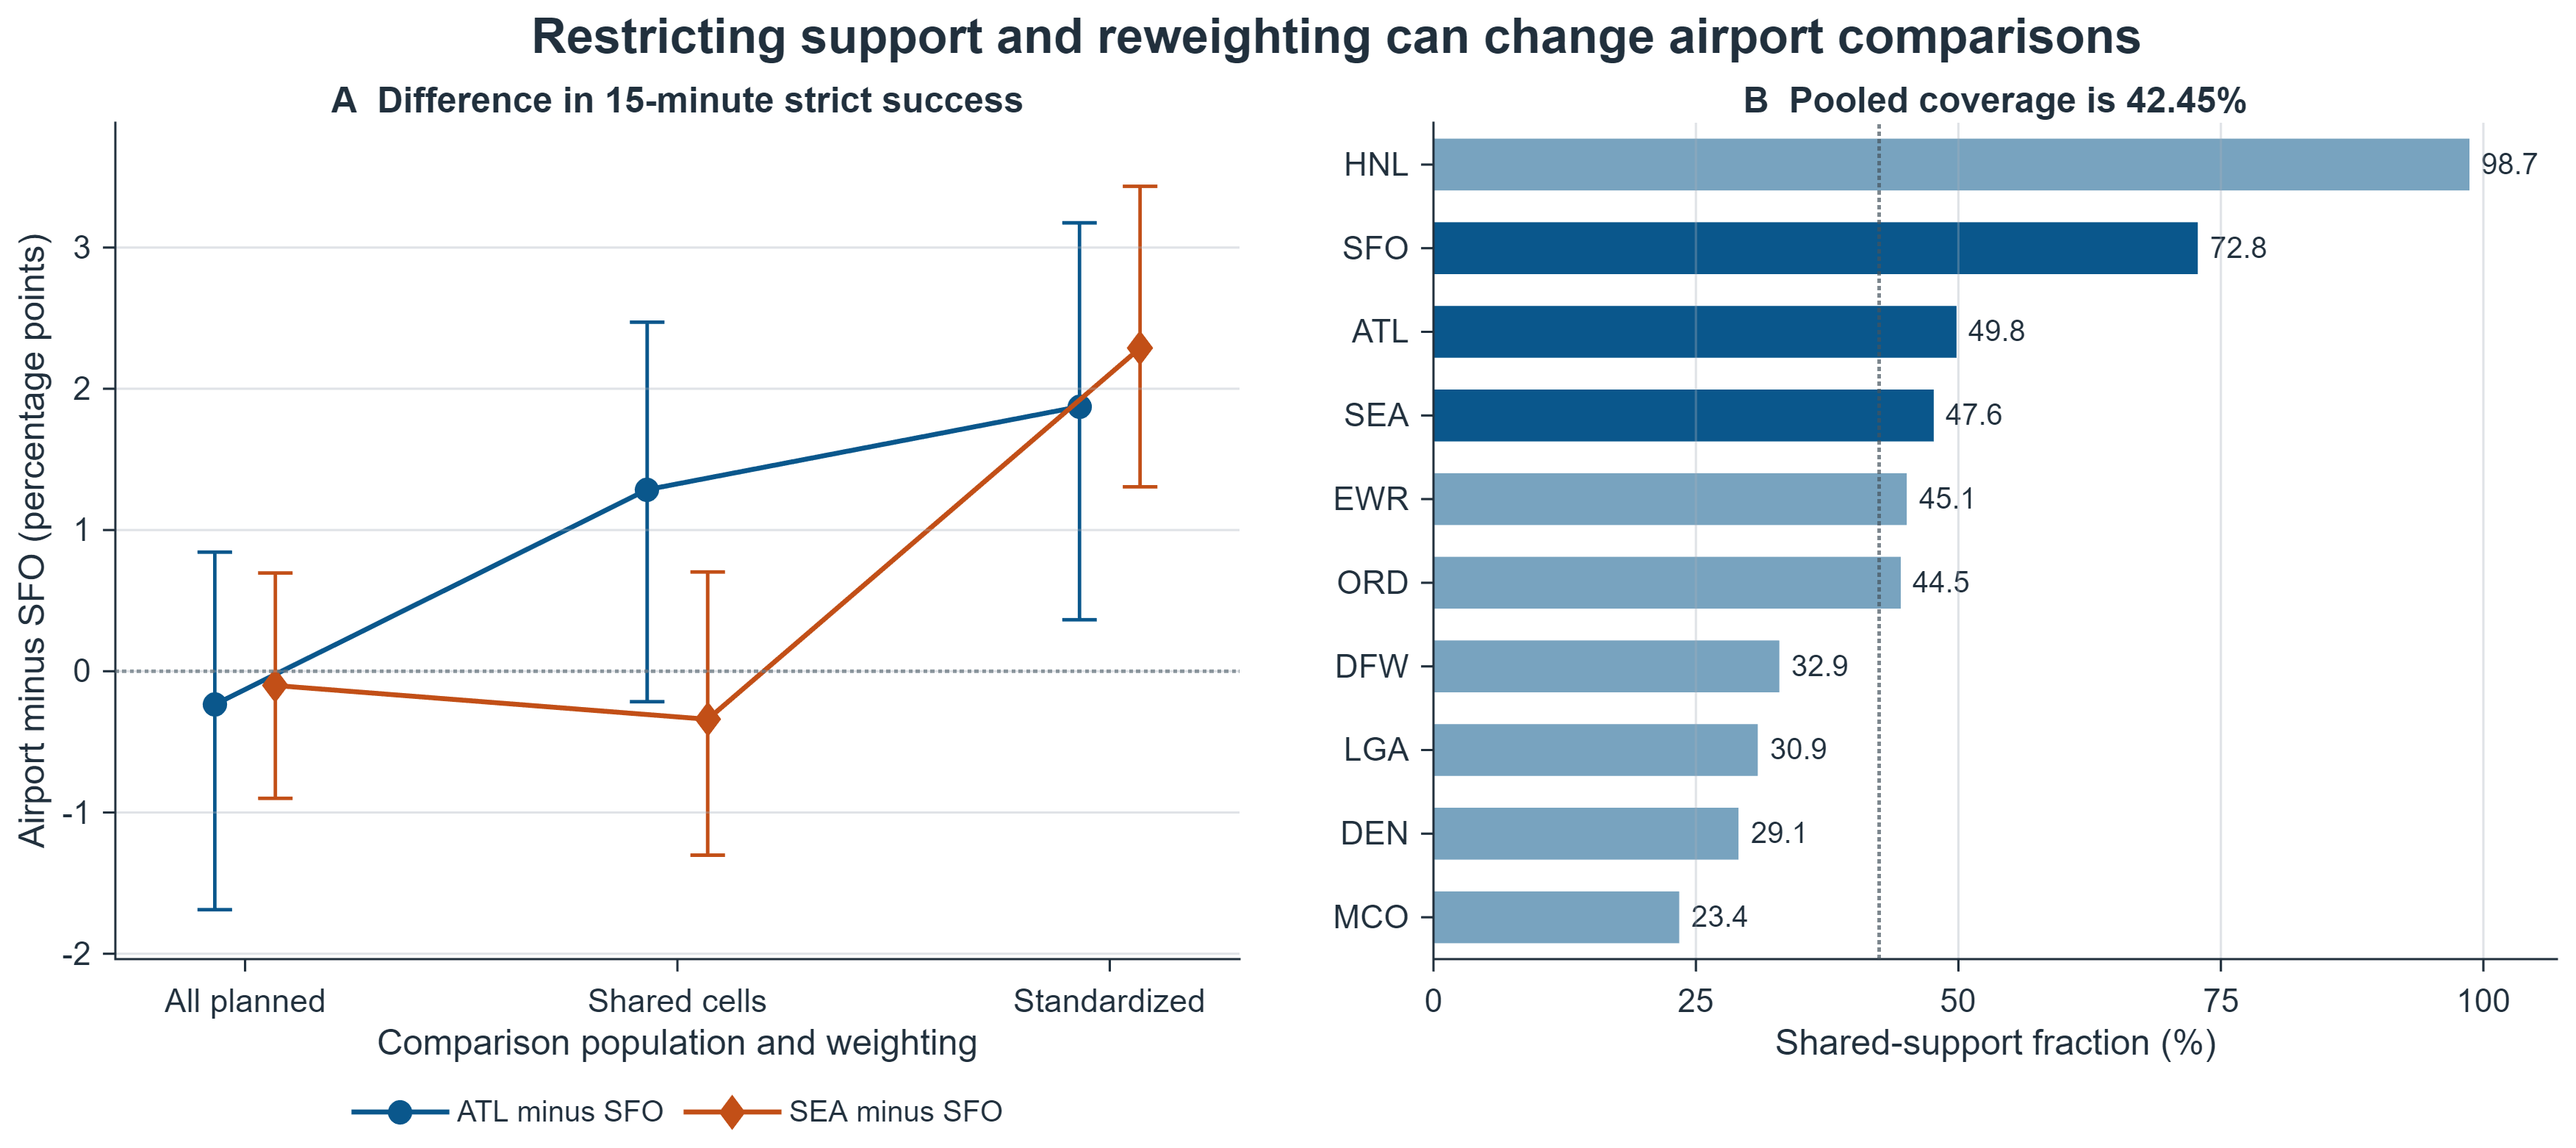 Restricting support and reweighting can change airport comparisons
A Difference in 15-minute strict success
Airport minus SFO (percentage points)
3
2
1
0
-1
-2
All planned
Shared cells
Standardized
Comparison population and weighting
ATL minus SFO
SEA minus SFO
B Pooled coverage is 42.45%
HNL 98.7
SFO 72.8
ATL 49.8
SEA 47.6
EWR 45.1
ORD 44.5
DFW 32.9
LGA 30.9
DEN 29.1
MCO 23.4
0 25 50 75 100
Shared-support fraction (%)